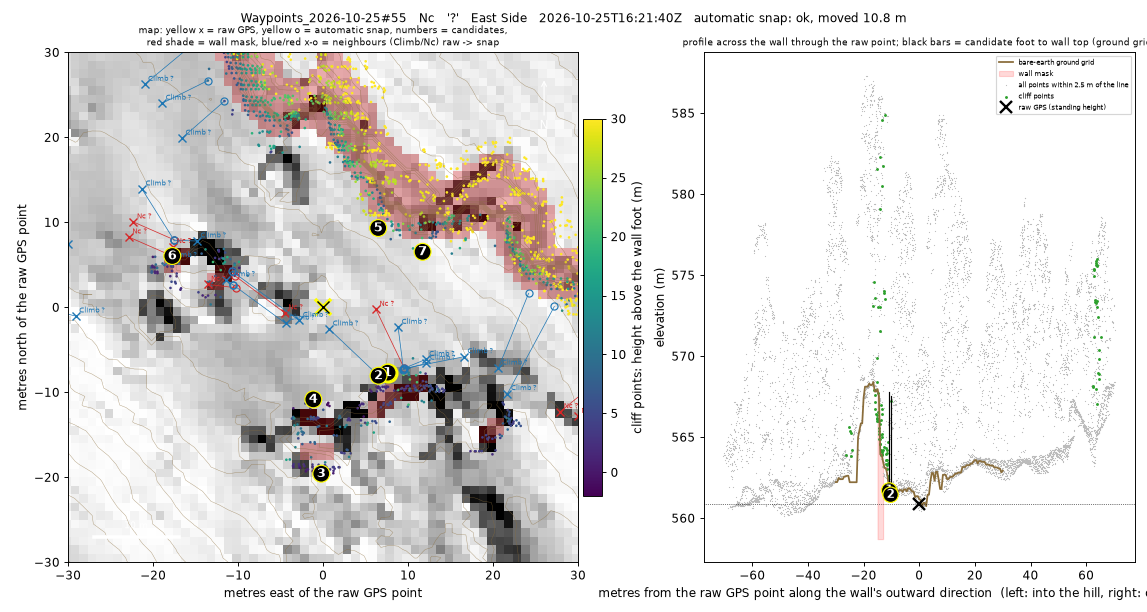 Waypoints_2026-10-25#55   Nc   '?'   East Side   2026-10-25T16:21:40Z   automatic snap: ok, moved 10.8 m
map: yellow x = raw GPS, yellow o = automatic snap, numbers = candidates,
red shade = wall mask, blue/red x-o = neighbours (Climb/Nc) raw -> snap
profile across the wall through the raw point; black bars = candidate foot to wall top (ground gri
30
20
10
0
−10
−20
−30
−30
−20
−10
0
10
20
30
metres north of the raw GPS point
metres east of the raw GPS point
Climb ?
Climb ?
Climb ?
Climb ?
Nc ?
Nc ?
Climb ?
Nc ?
Climb ?
Climb ?
Climb ?
5
7
6
1
2
4
3
30
25
20
15
10
5
0
cliff points: height above the wall foot (m)
bare-earth ground grid
wall mask
all points within 2.5 m of the line
cliff points
raw GPS (standing height)
585
580
575
570
565
560
elevation (m)
2
−60
−40
−20
0
20
40
60
metres from the raw GPS point along the wall's outward direction  (left: into the hill, right: